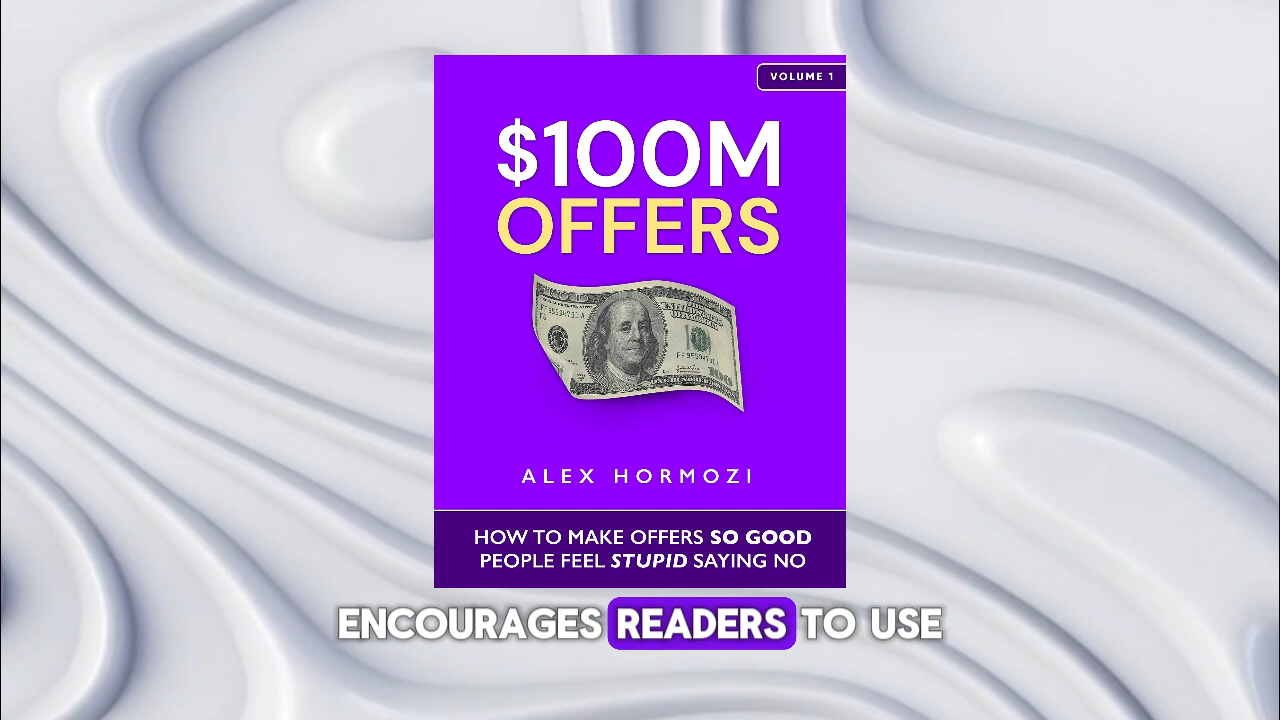 VOLUME 1
$100M
OFFERS
ALEX HORMOZI
HOW TO MAKE OFFERS SO GOOD
PEOPLE FEEL STUPID SAYING NO
ENCOURAGES READERS TO USE